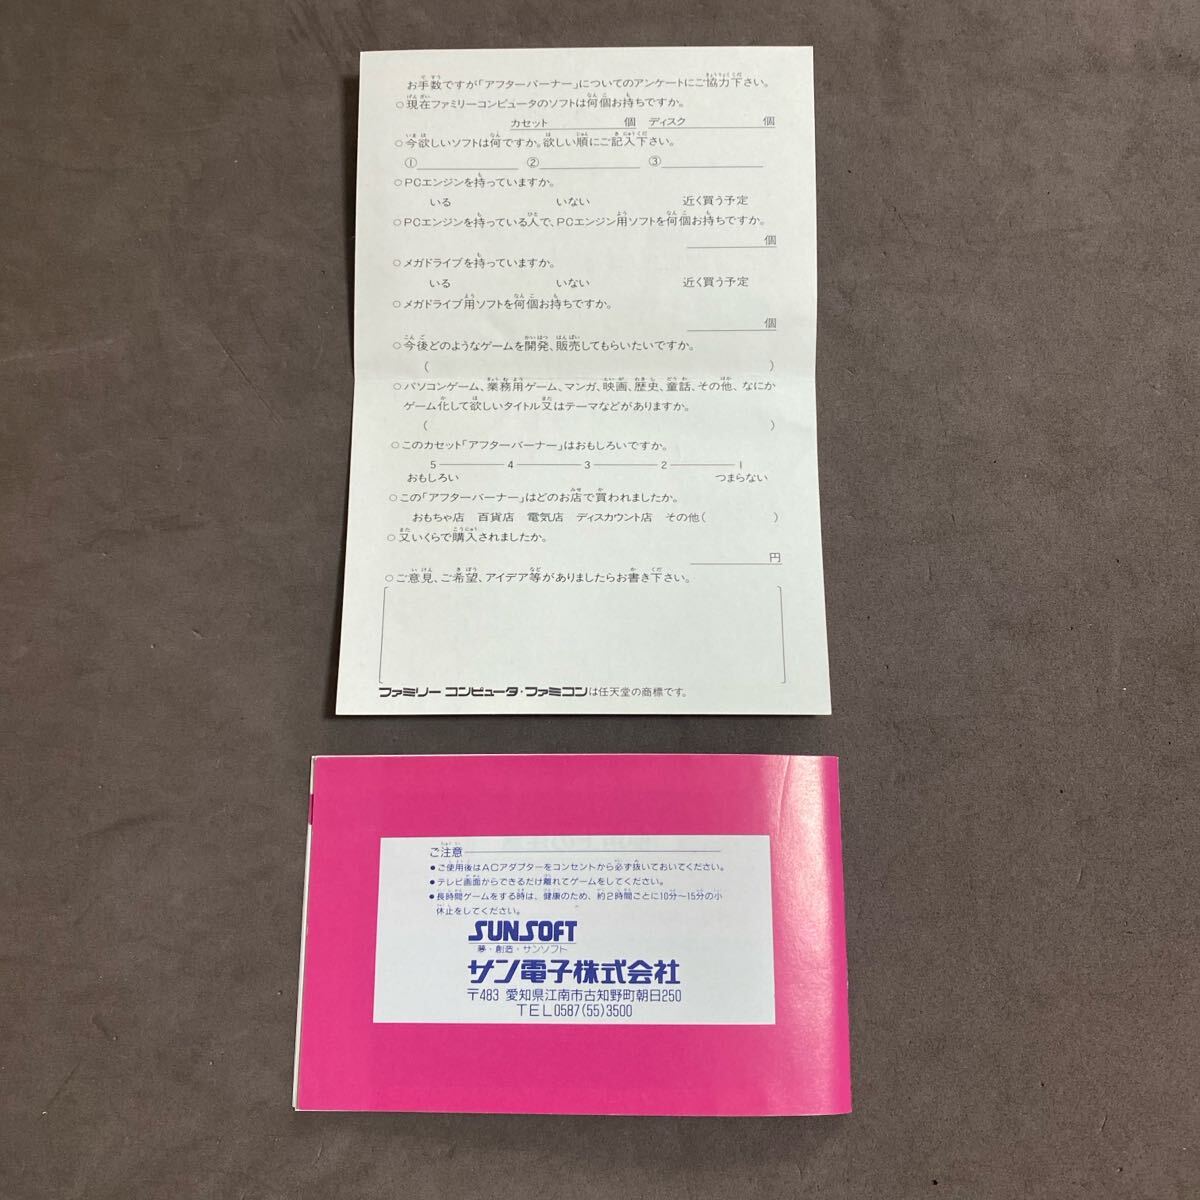 お手数ですが「アフターバーナー」についてのアンケートにご協力下さい。
○現在ファミリーコンピュータのソフトは何個お持ちですか。
カセット 個 ディスク 個
○今欲しいソフトは何ですか。欲しい順にご記入下さい。
① ② ③
○PCエンジンを持っていますか。
いる いない 近く買う予定
○PCエンジンを持っている人で、PCエンジン用ソフトを何個お持ちですか。
個
○メガドライブを持っていますか。
いる いない 近く買う予定
○メガドライブ用ソフトを何個お持ちですか。
個
○今後どのようなゲームを開発、販売してもらいたいですか。
( )
○パソコンゲーム、業務用ゲーム、マンガ、映画、歴史、童話、その他、なにか
ゲーム化して欲しいタイトル又はテーマなどがありますか。
( )
○このカセット「アフターバーナー」はおもしろいですか。
5 4 3 2 1
おもしろい つまらない
○この「アフターバーナー」はどのお店で買われましたか。
おもちゃ店 百貨店 電気店 ディスカウント店 その他( )
○又いくらで購入されましたか。
円
○ご意見、ご希望、アイデア等がありましたらお書き下さい。
ファミリー コンピュータ・ファミコンは任天堂の商標です。
ご注意
●ご使用後はACアダプターをコンセントから必ず抜いておいてください。
●テレビ画面からできるだけ離れてゲームをしてください。
●長時間ゲームをする時は、健康のため、約2時間ごとに10分〜15分の小
休止をしてください。
SUNSOFT
夢・創造・サンソフト
サン電子株式会社
〒483 愛知県江南市古知野町朝日250
TEL0587(55)3500